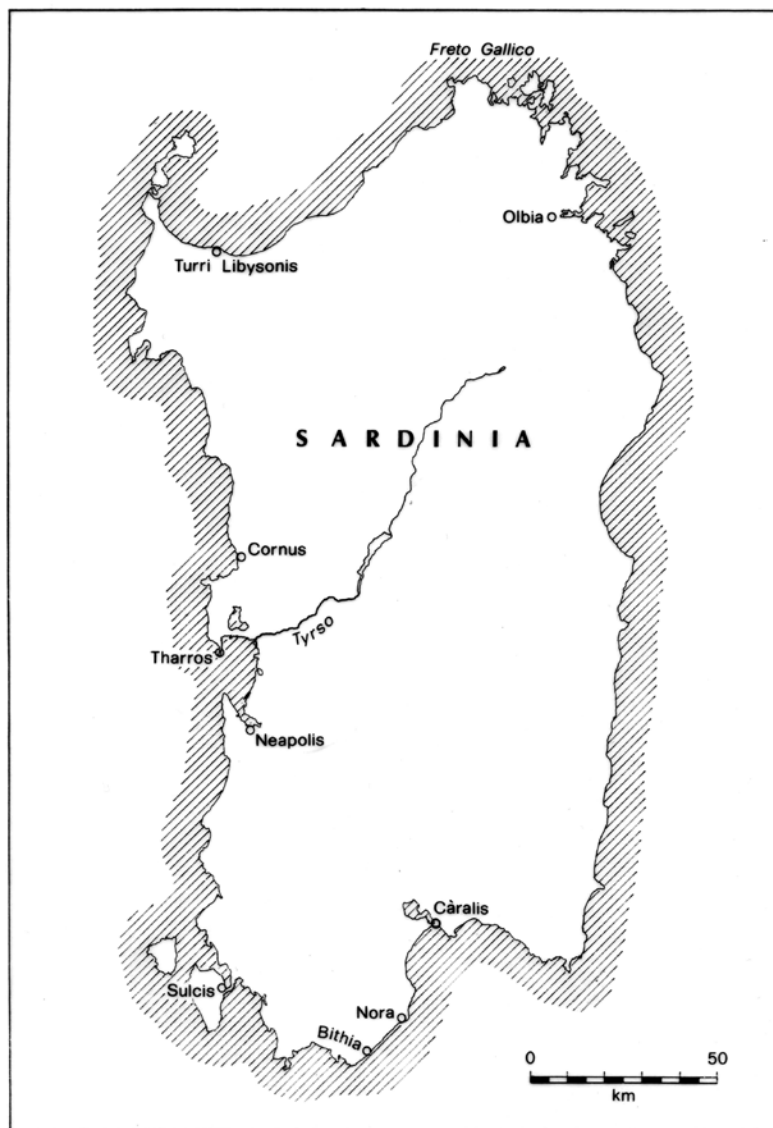 Freto Gallico
Olbia
Turri Libysonis
SARDINIA
Cornus
Tyrso
Tharros
Neapolis
Càralis
Sulcis
Nora
Bithia
0 50
km